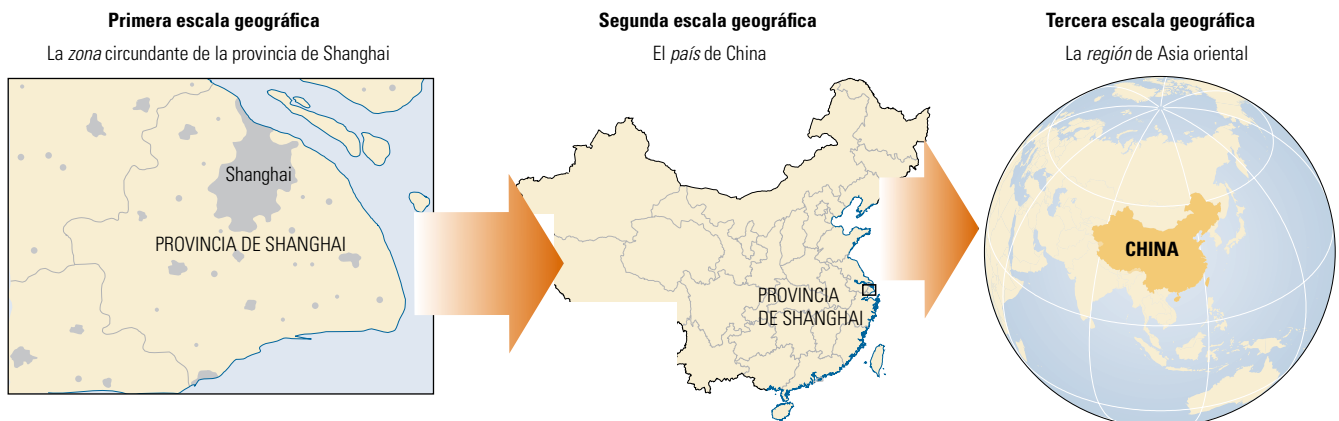 Primera escala geográfica
La zona circundante de la provincia de Shanghai
Shanghai
PROVINCIA DE SHANGHAI
Segunda escala geográfica
El país de China
PROVINCIA
DE SHANGHAI
Tercera escala geográfica
La región de Asia oriental
CHINA